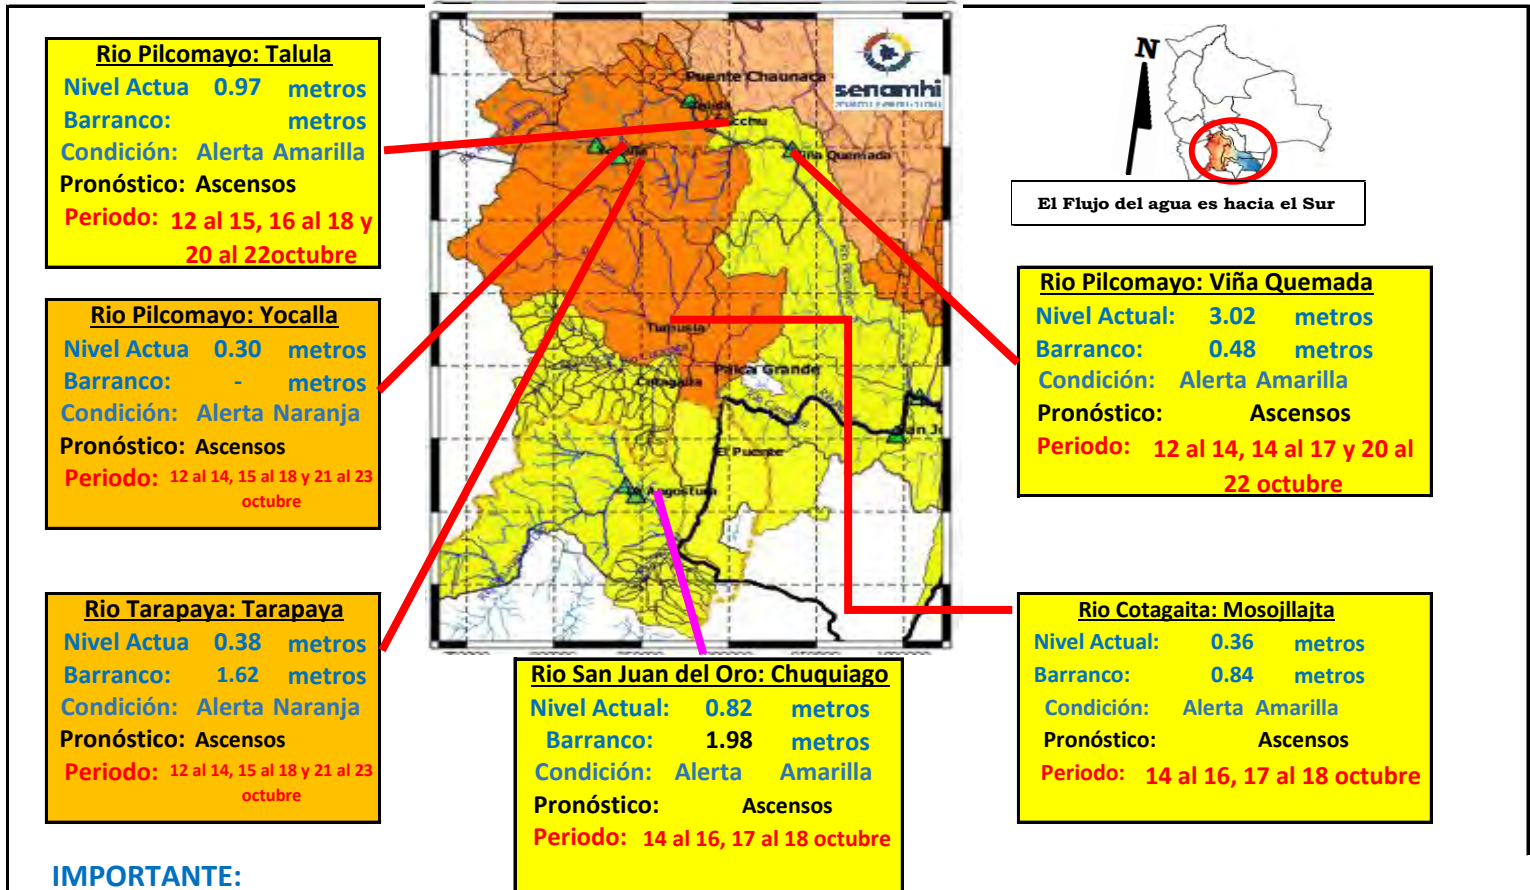 Rio Pilcomayo: Talula
Nivel Actua 0.97 metros
Barranco: metros
Condición: Alerta Amarilla
Pronóstico: Ascensos
Periodo: 12 al 15, 16 al 18 y
20 al 22octubre
Rio Pilcomayo: Yocalla
Nivel Actua 0.30 metros
Barranco: - metros
Condición: Alerta Naranja
Pronóstico: Ascensos
Periodo: 12 al 14, 15 al 18 y 21 al 23
octubre
Rio Tarapaya: Tarapaya
Nivel Actua 0.38 metros
Barranco: 1.62 metros
Condición: Alerta Naranja
Pronóstico: Ascensos
Periodo: 12 al 14, 15 al 18 y 21 al 23
octubre
IMPORTANTE:
senamhi
Puente Chaunaca
Viña Quemada
Tumusla
Palca Grande
Cotagaita
San J
El Puente
Angostura
Rio San Juan del Oro: Chuquiago
Nivel Actual: 0.82 metros
Barranco: 1.98 metros
Condición: Alerta Amarilla
Pronóstico: Ascensos
Periodo: 14 al 16, 17 al 18 octubre
N
El Flujo del agua es hacia el Sur
Rio Pilcomayo: Viña Quemada
Nivel Actual: 3.02 metros
Barranco: 0.48 metros
Condición: Alerta Amarilla
Pronóstico: Ascensos
Periodo: 12 al 14, 14 al 17 y 20 al
22 octubre
Rio Cotagaita: Mosojllajta
Nivel Actual: 0.36 metros
Barranco: 0.84 metros
Condición: Alerta Amarilla
Pronóstico: Ascensos
Periodo: 14 al 16, 17 al 18 octubre